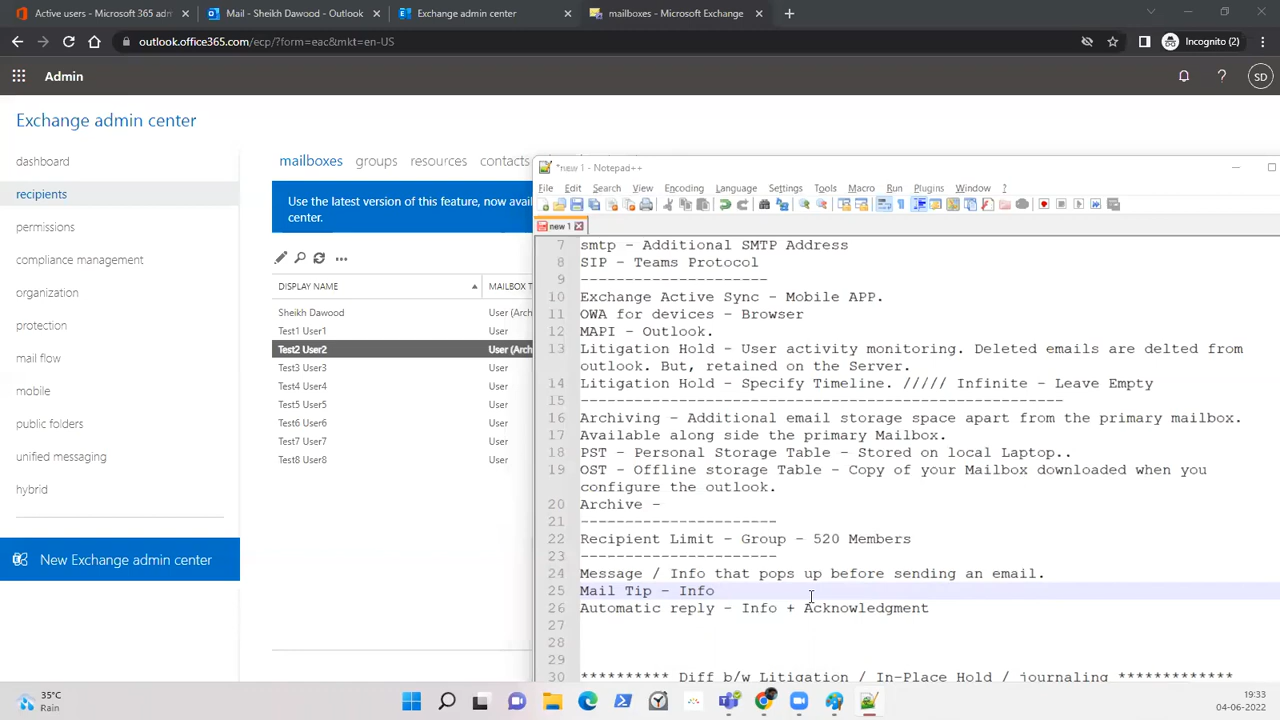 Active users - Microsoft 365 adm
Mail - Sheikh Dawood - Outlook
Exchange admin center
mailboxes - Microsoft Exchange
outlook.office365.com/ecp/?form=eac&mkt=en-US
Incognito (2)
Admin
SD
Exchange admin center
dashboard
recipients
permissions
compliance management
organization
protection
mail flow
mobile
public folders
unified messaging
hybrid
New Exchange admin center
mailboxes groups resources contacts
Use the latest version of this feature, now avail
center.
DISPLAY NAME MAILBOX T
Sheikh Dawood User (Arch
Test1 User1 User
Test2 User2 User (Arch
Test3 User3 User
Test4 User4 User
Test5 User5 User
Test6 User6 User
Test7 User7 User
Test8 User8 User
*new 1 - Notepad++
File Edit Search View Encoding Language Settings Tools Macro Run Plugins Window ?
new 1
7 smtp - Additional SMTP Address
8 SIP - Teams Protocol
9 ---------------------
10 Exchange Active Sync - Mobile APP.
11 OWA for devices - Browser
12 MAPI - Outlook.
13 Litigation Hold - User activity monitoring. Deleted emails are delted from
outlook. But, retained on the Server.
14 Litigation Hold - Specify Timeline. ///// Infinite - Leave Empty
15 ------------------------------------------------------
16 Archiving - Additional email storage space apart from the primary mailbox.
17 Available along side the primary Mailbox.
18 PST - Personal Storage Table - Stored on local Laptop..
19 OST - Offline storage Table - Copy of your Mailbox downloaded when you
configure the outlook.
20 Archive -
21 ----------------------
22 Recipient Limit - Group - 520 Members
23 ----------------------
24 Message / Info that pops up before sending an email.
25 Mail Tip - Info
26 Automatic reply - Info + Acknowledgment
27
28
29
30 ********** Diff b/w Litigation / In-Place Hold / journaling *************
35°C
Rain
19:33
04-06-2022